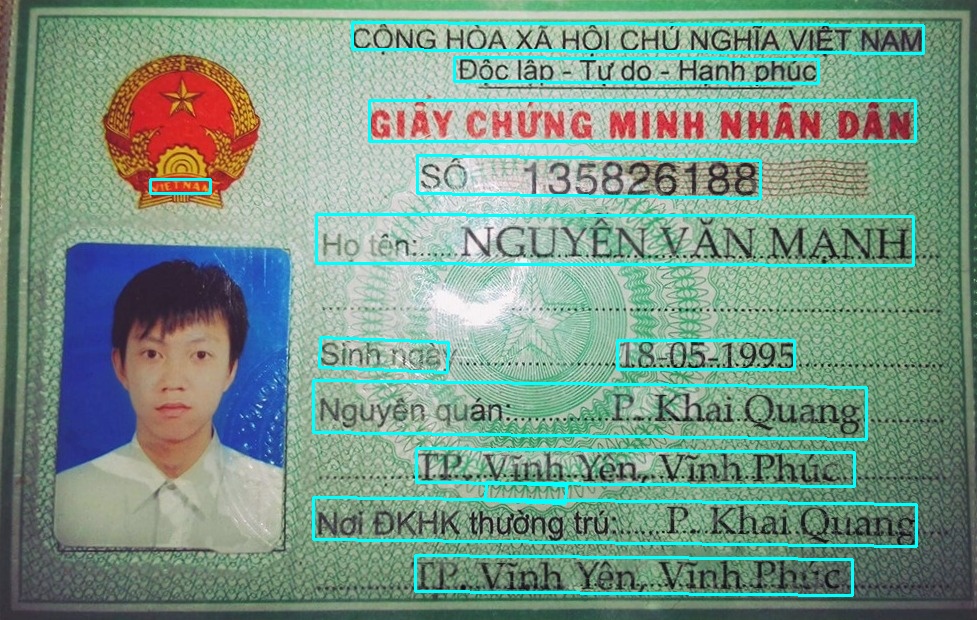 CỘNG HÒA XÃ HỘI CHỦ NGHĨA VIỆT NAM
Độc lập - Tự do - Hạnh phúc
GIẤY CHỨNG MINH NHÂN DÂN
SỐ 135826188
VIỆT NAM
Họ tên: NGUYỄN VĂN MẠNH
Sinh ngày 18-05-1995
Nguyên quán: P. Khai Quang
TP. Vĩnh Yên, Vĩnh Phúc
Nơi ĐKHK thường trú: P. Khai Quang
TP. Vĩnh Yên, Vĩnh Phúc